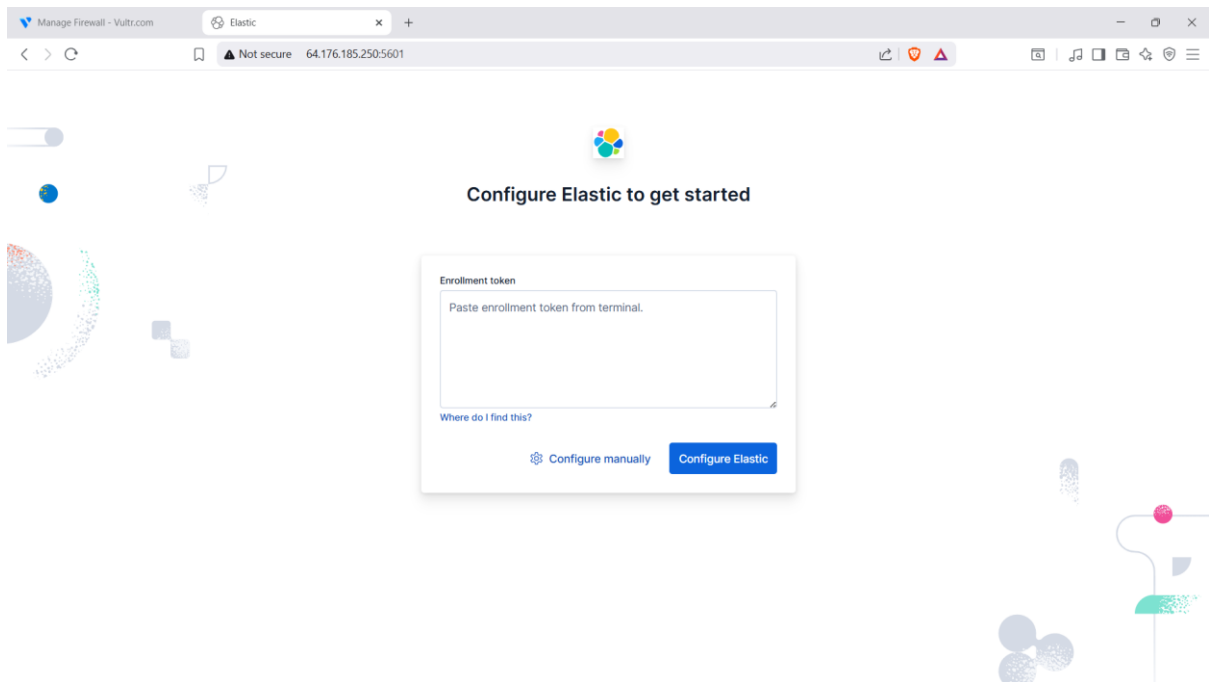 Manage Firewall - Vultr.com
Elastic
Not secure 64.176.185.250:5601
Configure Elastic to get started
Enrollment token
Paste enrollment token from terminal.
Where do I find this?
Configure manually
Configure Elastic